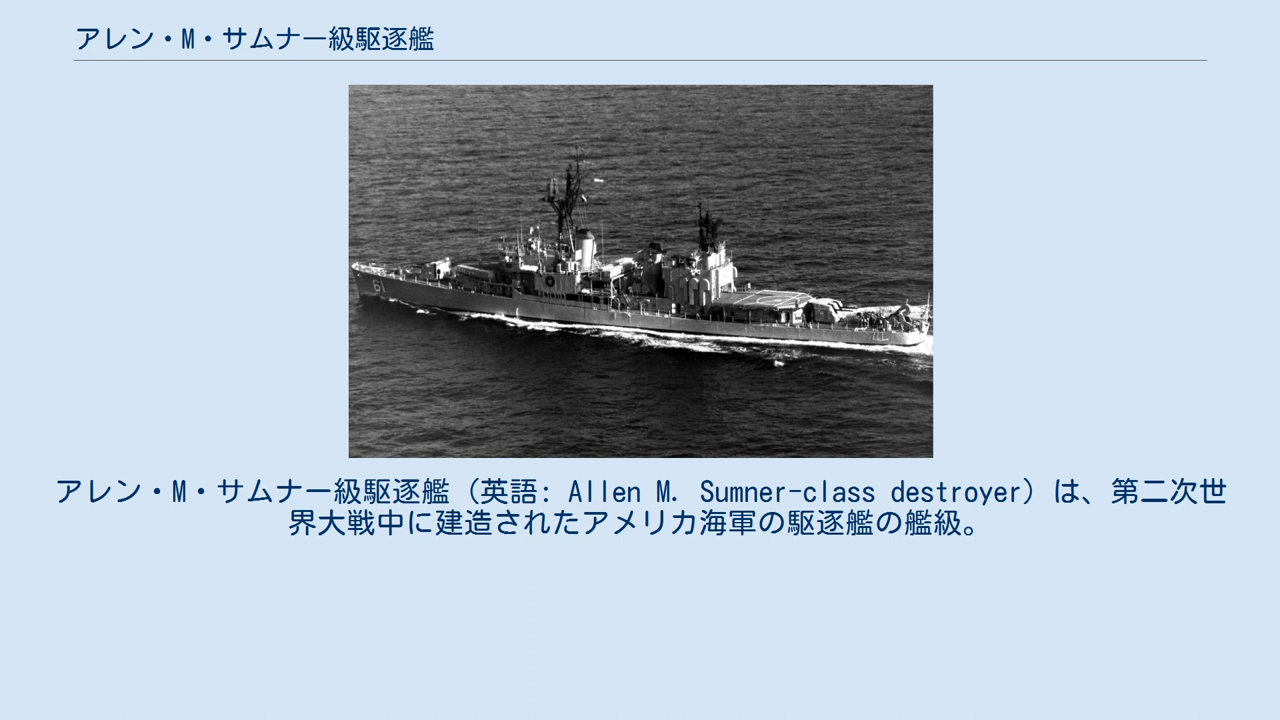 アレン・M・サムナー級駆逐艦
61
アレン・M・サムナー級駆逐艦（英語: Allen M. Sumner-class destroyer）は、第二次世
界大戦中に建造されたアメリカ海軍の駆逐艦の艦級。